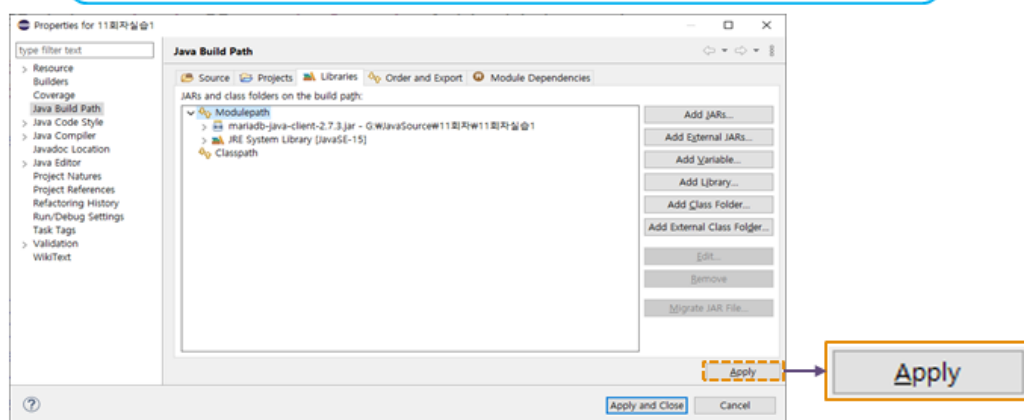 Properties for 11회차실습1
type filter text
Resource
Builders
Coverage
Java Build Path
Java Code Style
Java Compiler
Javadoc Location
Java Editor
Project Natures
Project References
Refactoring History
Run/Debug Settings
Task Tags
Validation
WikiText
Java Build Path
Source Projects Libraries Order and Export Module Dependencies
JARs and class folders on the build path:
Modulepath
mariadb-java-client-2.7.3.jar - G:₩JavaSource₩11회차₩11회차실습1
JRE System Library [JavaSE-15]
Classpath
Add JARs...
Add External JARs...
Add Variable...
Add Library...
Add Class Folder...
Add External Class Folder...
Edit...
Remove
Migrate JAR File...
Apply
Apply
Apply and Close Cancel